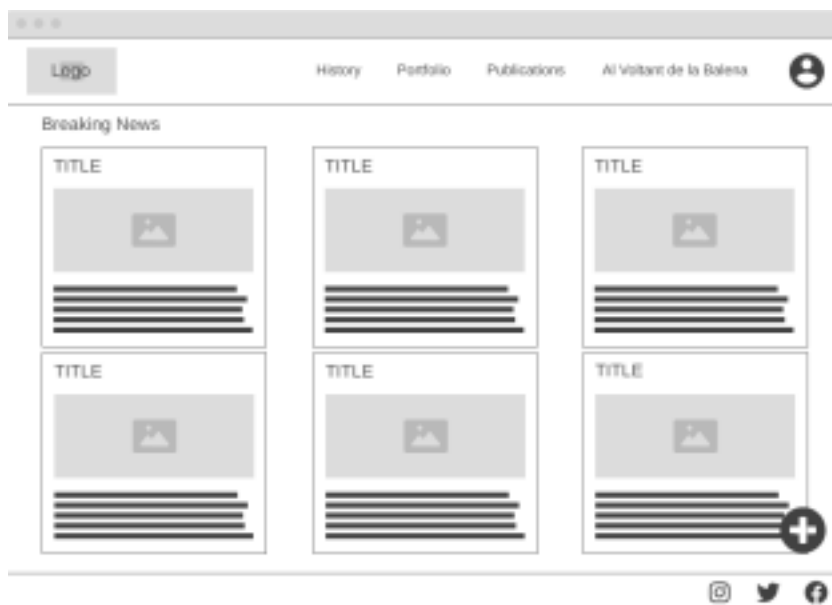 Logo
History Portfolio Publications Al Voltant de la Balena
Breaking News
TITLE TITLE TITLE
TITLE TITLE TITLE